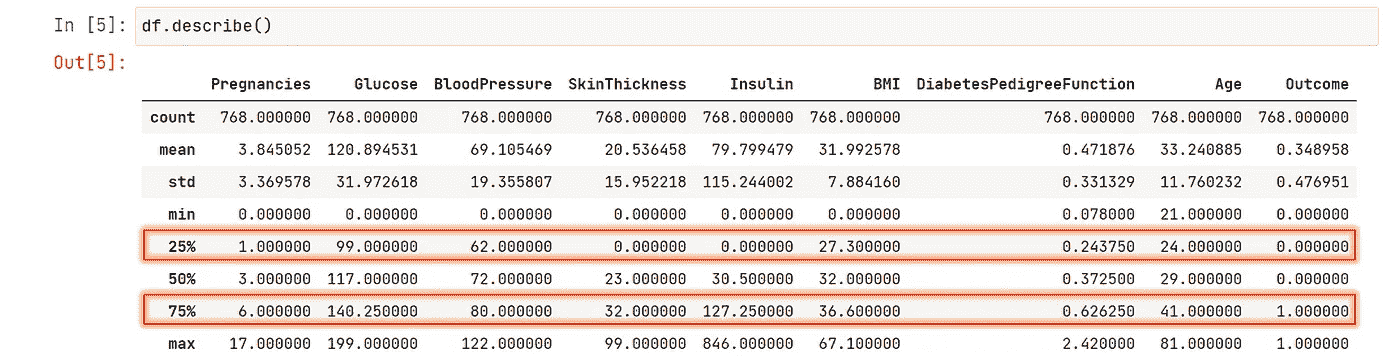 In [5]: df.describe()
Out[5]:
Pregnancies Glucose BloodPressure SkinThickness Insulin BMI DiabetesPedigreeFunction Age Outcome
count 768.000000 768.000000 768.000000 768.000000 768.000000 768.000000 768.000000 768.000000 768.000000
mean 3.845052 120.894531 69.105469 20.536458 79.799479 31.992578 0.471876 33.240885 0.348958
std 3.369578 31.972618 19.355807 15.952218 115.244002 7.884160 0.331329 11.760232 0.476951
min 0.000000 0.000000 0.000000 0.000000 0.000000 0.000000 0.078000 21.000000 0.000000
25% 1.000000 99.000000 62.000000 0.000000 0.000000 27.300000 0.243750 24.000000 0.000000
50% 3.000000 117.000000 72.000000 23.000000 30.500000 32.000000 0.372500 29.000000 0.000000
75% 6.000000 140.250000 80.000000 32.000000 127.250000 36.600000 0.626250 41.000000 1.000000
max 17.000000 199.000000 122.000000 99.000000 846.000000 67.100000 2.420000 81.000000 1.000000